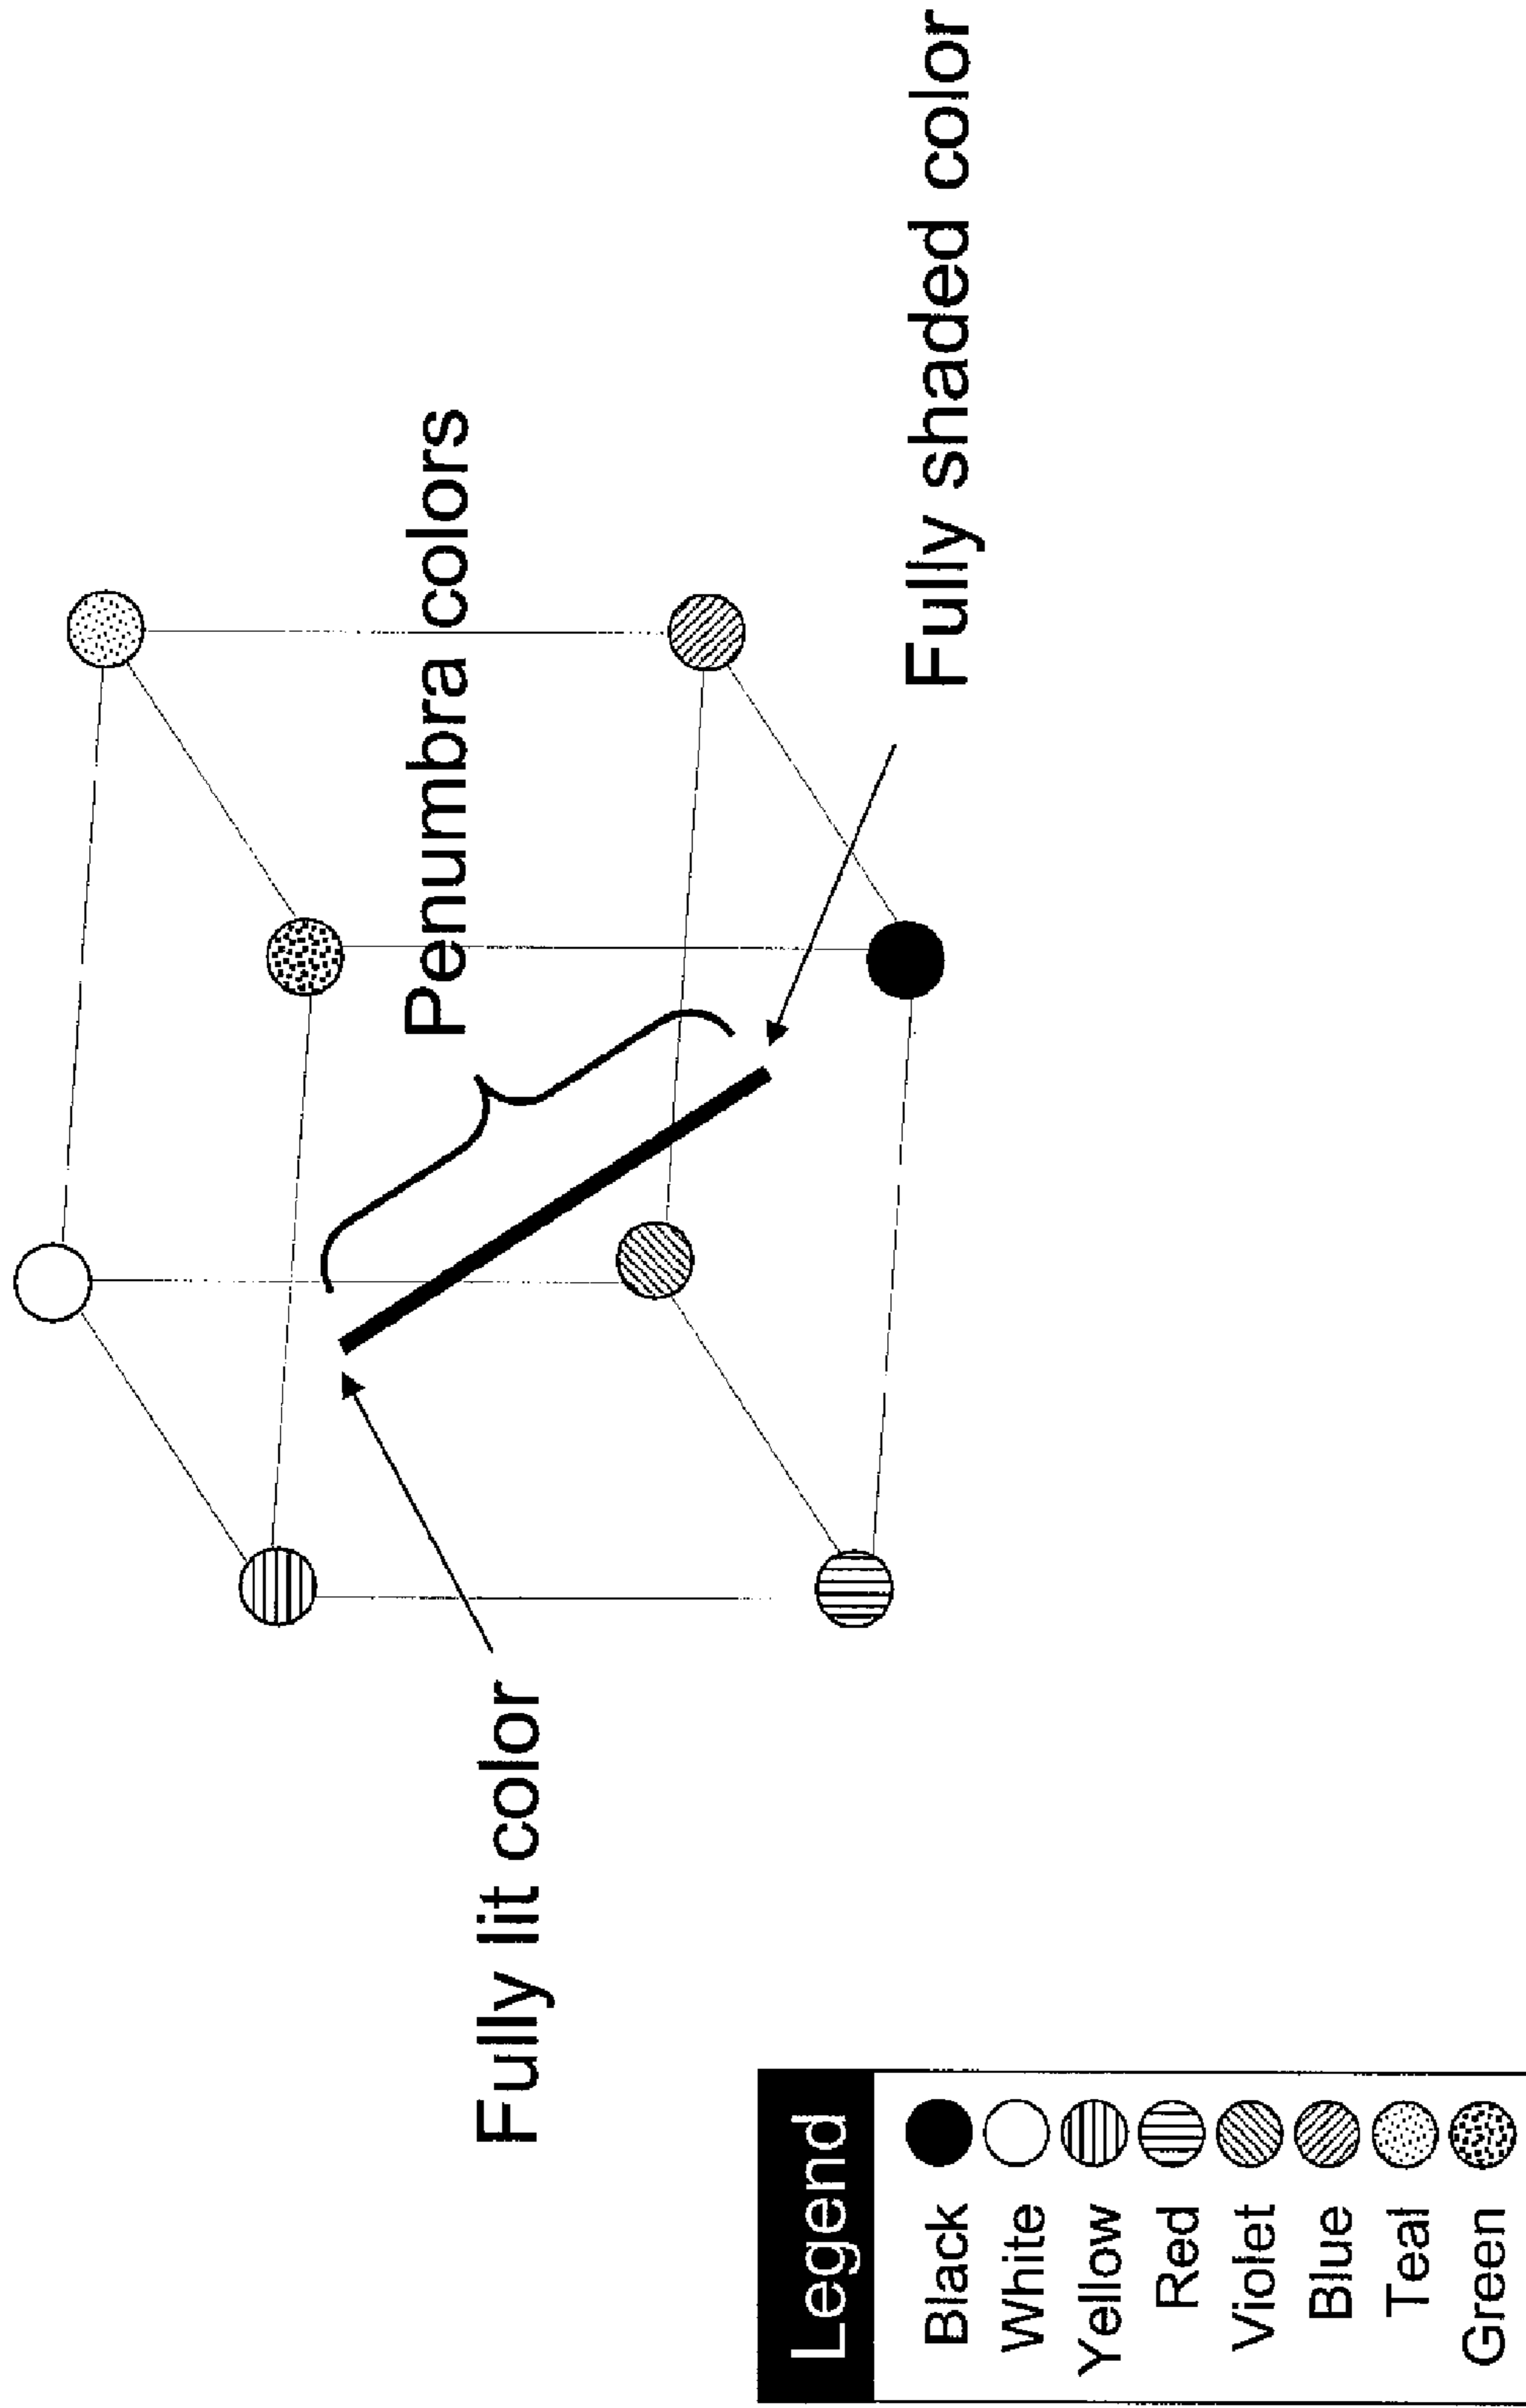 Penumbra colors
Fully lit color
Fully shaded color
Legend
Black
White
Yellow
Red
Violet
Blue
Teal
Green